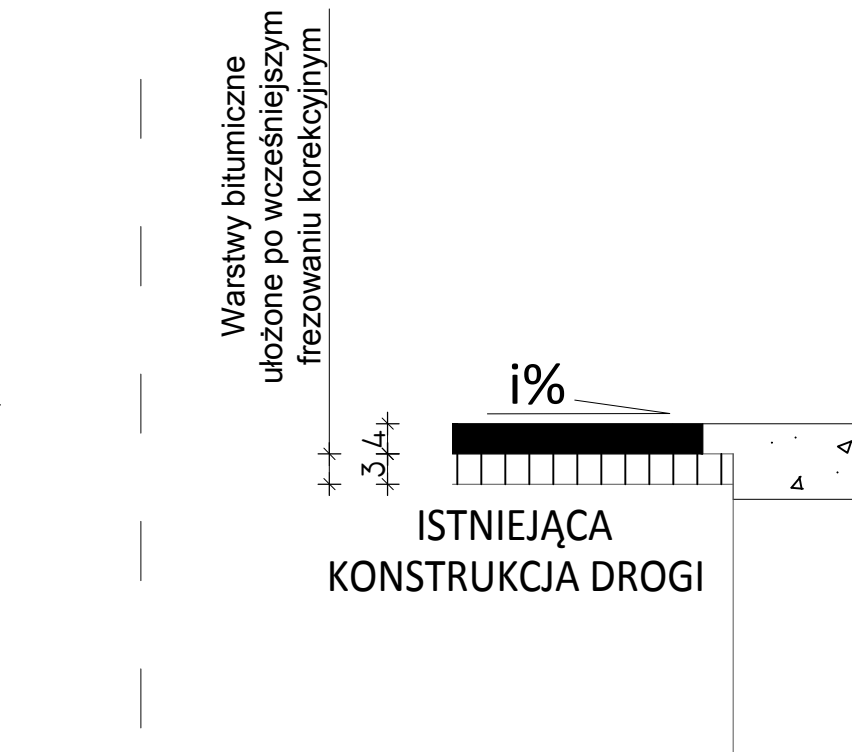 Warstwy bitumiczne
ułożone po wcześniejszym
frezowaniu korekcyjnym
i%
4
3
ISTNIEJĄCA
KONSTRUKCJA DROGI